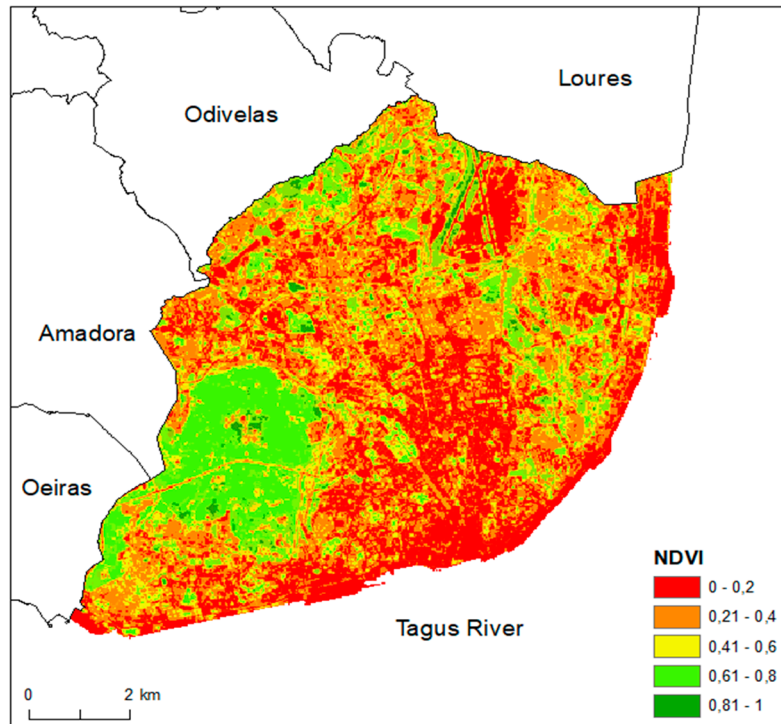 Loures
Odivelas
Amadora
Oeiras
Tagus River
NDVI
0 - 0,2
0,21 - 0,4
0,41 - 0,6
0,61 - 0,8
0,81 - 1
0 2 km